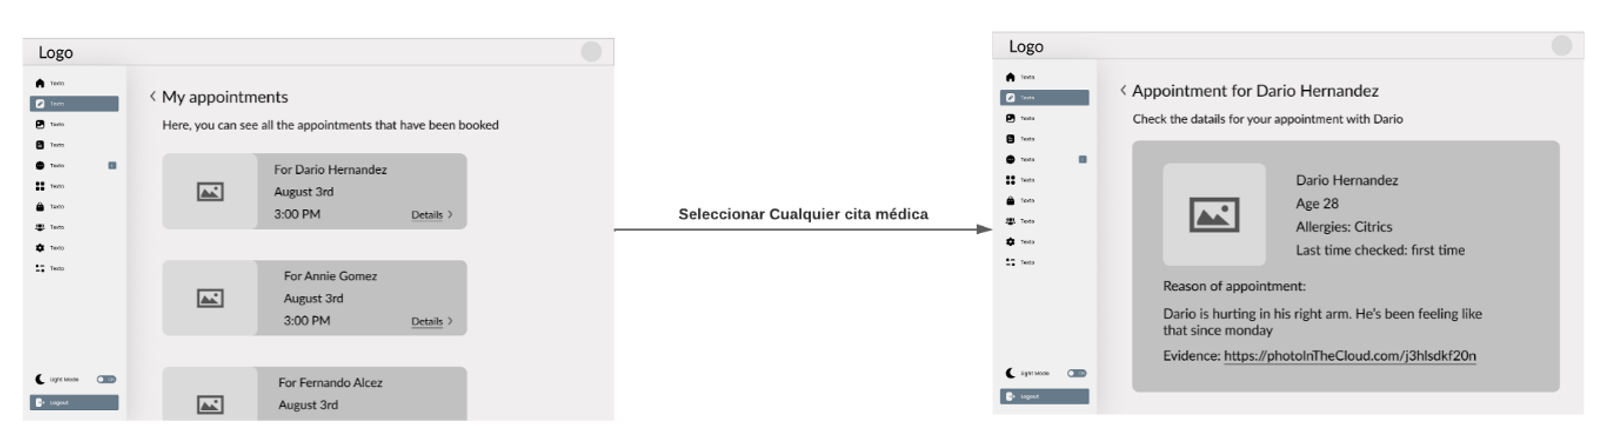 Logo
Texto
Texto
Texto
Texto
Texto
Texto
Texto
Texto
Texto
Texto
Light Mode
Logout
My appointments
Here, you can see all the appointments that have been booked
For Dario Hernandez
August 3rd
3:00 PM
Details
For Annie Gomez
August 3rd
3:00 PM
Details
For Fernando Alcez
August 3rd
Seleccionar Cualquier cita médica
Logo
Texto
Texto
Texto
Texto
Texto
Texto
Texto
Texto
Texto
Texto
Light Mode
Logout
Appointment for Dario Hernandez
Check the datails for your appointment with Dario
Dario Hernandez
Age 28
Allergies: Citrics
Last time checked: first time
Reason of appointment:
Dario is hurting in his right arm. He's been feeling like
that since monday
Evidence: https://photoInTheCloud.com/j3hlsdkf20n